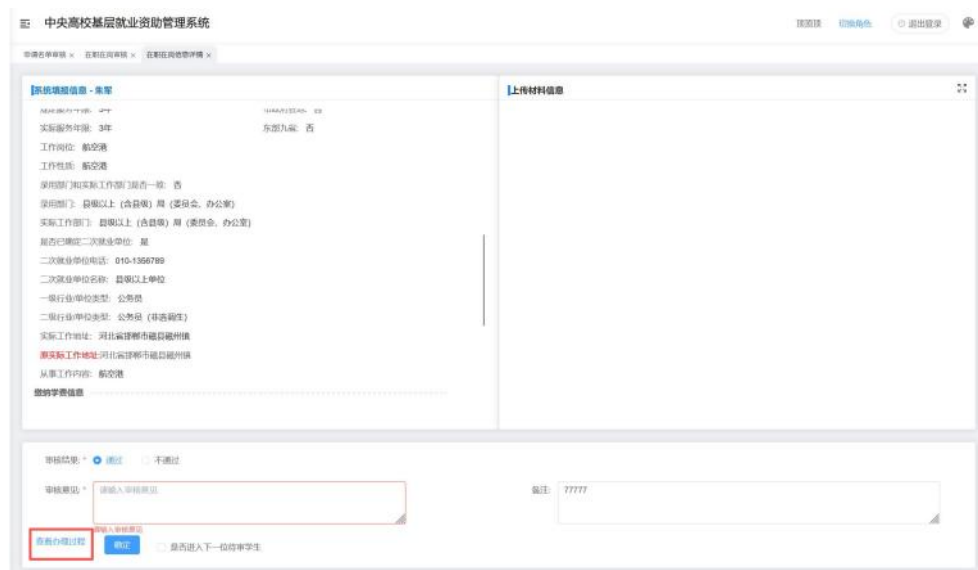 中央高校基层就业资助管理系统
顶顶顶 切换角色 退出登录
申请名单审核 × 在职在岗审核 × 在职在岗信息详情 ×
系统填报信息 - 朱军
上传材料信息
实际服务年限: 3年 东部九省: 否
工作岗位: 航空港
工作性质: 航空港
录用部门和实际工作部门是否一致: 否
录用部门: 县级以上 (含县级) 局 (委员会、办公室)
实际工作部门: 县级以上 (含县级) 局 (委员会、办公室)
是否已确定二次就业单位: 是
二次就业单位电话: 010-1356789
二次就业单位名称: 县级以上单位
一级行业/单位类型: 公务员
二级行业/单位类型: 公务员 (非选调生)
实际工作地址: 河北省邯郸市磁县磁州镇
原实际工作地址:河北省邯郸市磁县磁州镇
从事工作内容: 航空港
缴纳学费信息
审核结果: * 通过 不通过
审核意见: * 请输入审核意见 备注: 77777
请输入审核意见
查看办理过程 确定 是否进入下一位待审学生